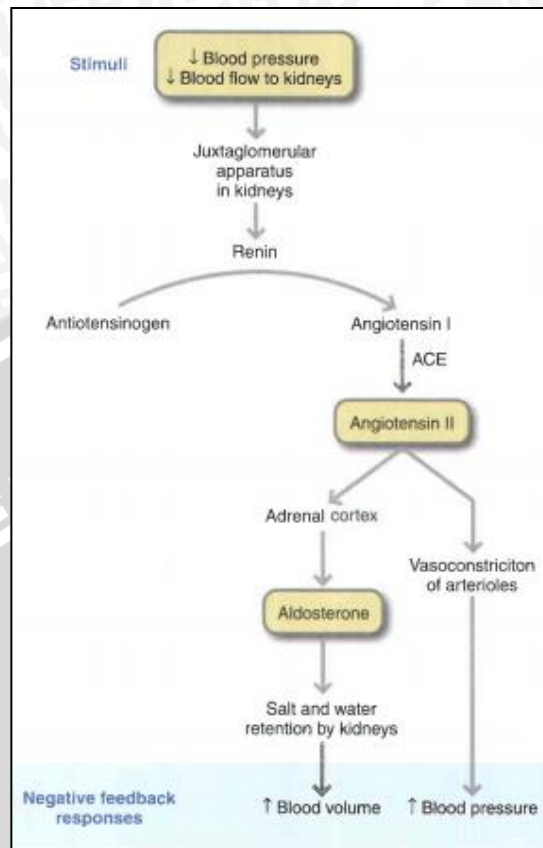 Stimuli
↓ Blood pressure
↓ Blood flow to kidneys
Juxtaglomerular
apparatus
in kidneys
Renin
Antiotensinogen
Angiotensin I
ACE
Angiotensin II
Adrenal cortex
Vasoconstriciton
of arterioles
Aldosterone
Salt and water
retention by kidneys
Negative feedback
responses
↑ Blood volume
↑ Blood pressure